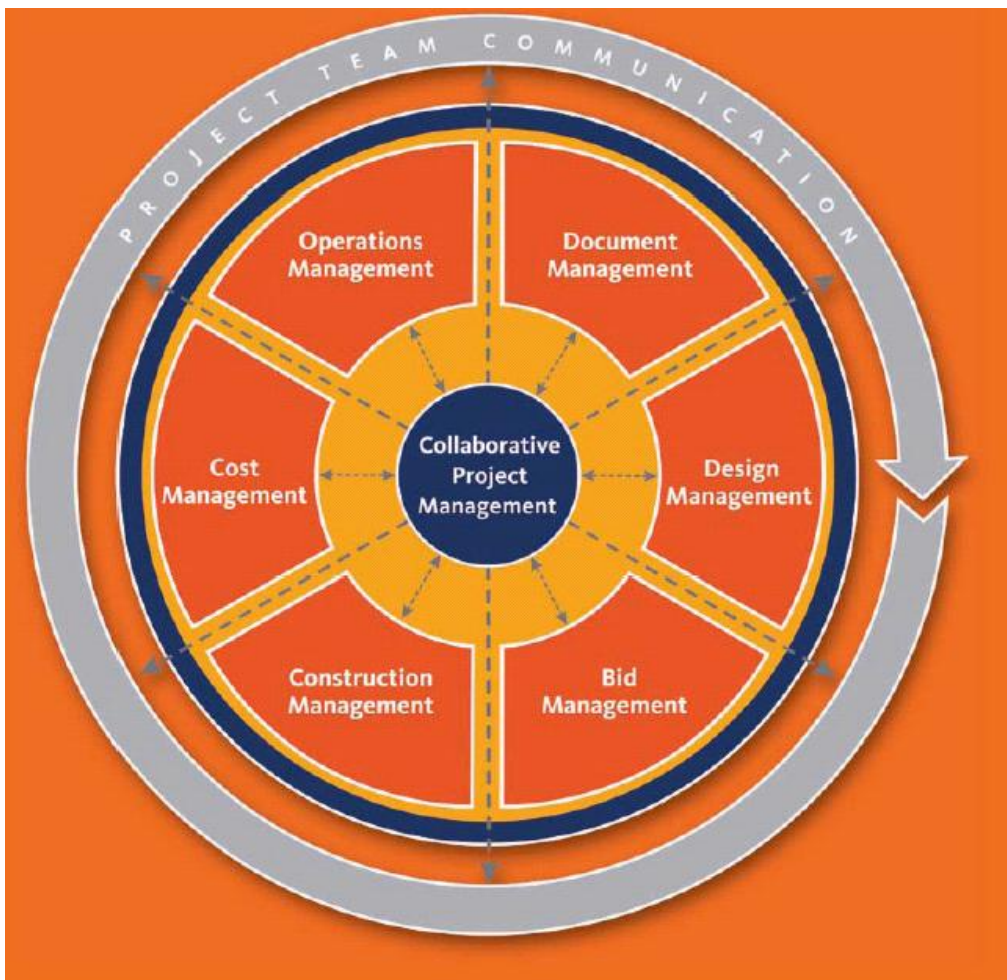 PROJECT TEAM COMMUNICATION
Operations
Management
Document
Management
Cost
Management
Collaborative
Project
Management
Design
Management
Construction
Management
Bid
Management